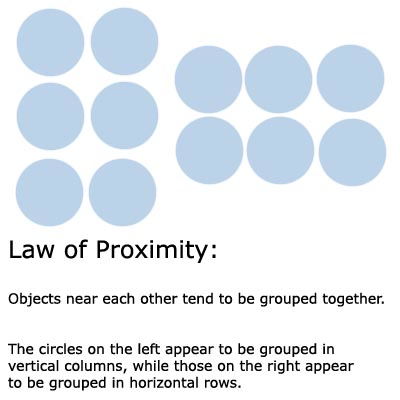 Law of Proximity:
Objects near each other tend to be grouped together.
The circles on the left appear to be grouped in
vertical columns, while those on the right appear
to be grouped in horizontal rows.